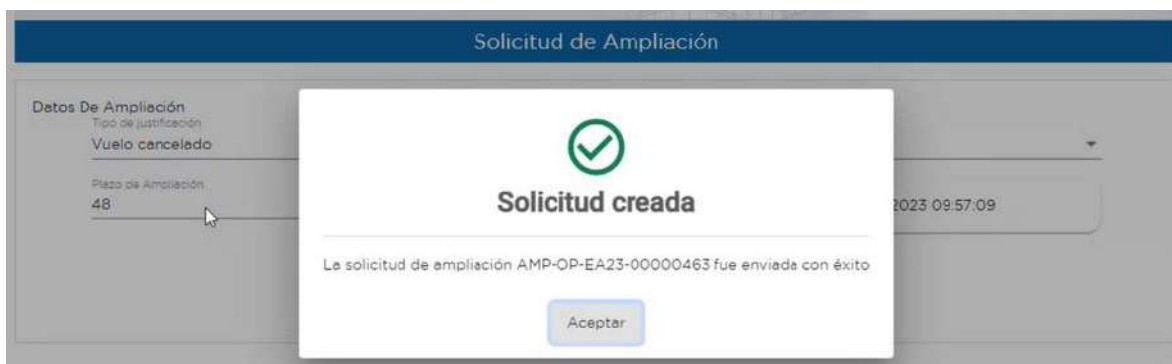 Solicitud de Ampliación
Datos De Ampliación
Tipo de justificación
Vuelo cancelado
Plazo de Ampliación
48
2023 09:57:09
Solicitud creada
La solicitud de ampliación AMP-OP-EA23-00000463 fue enviada con éxito
Aceptar